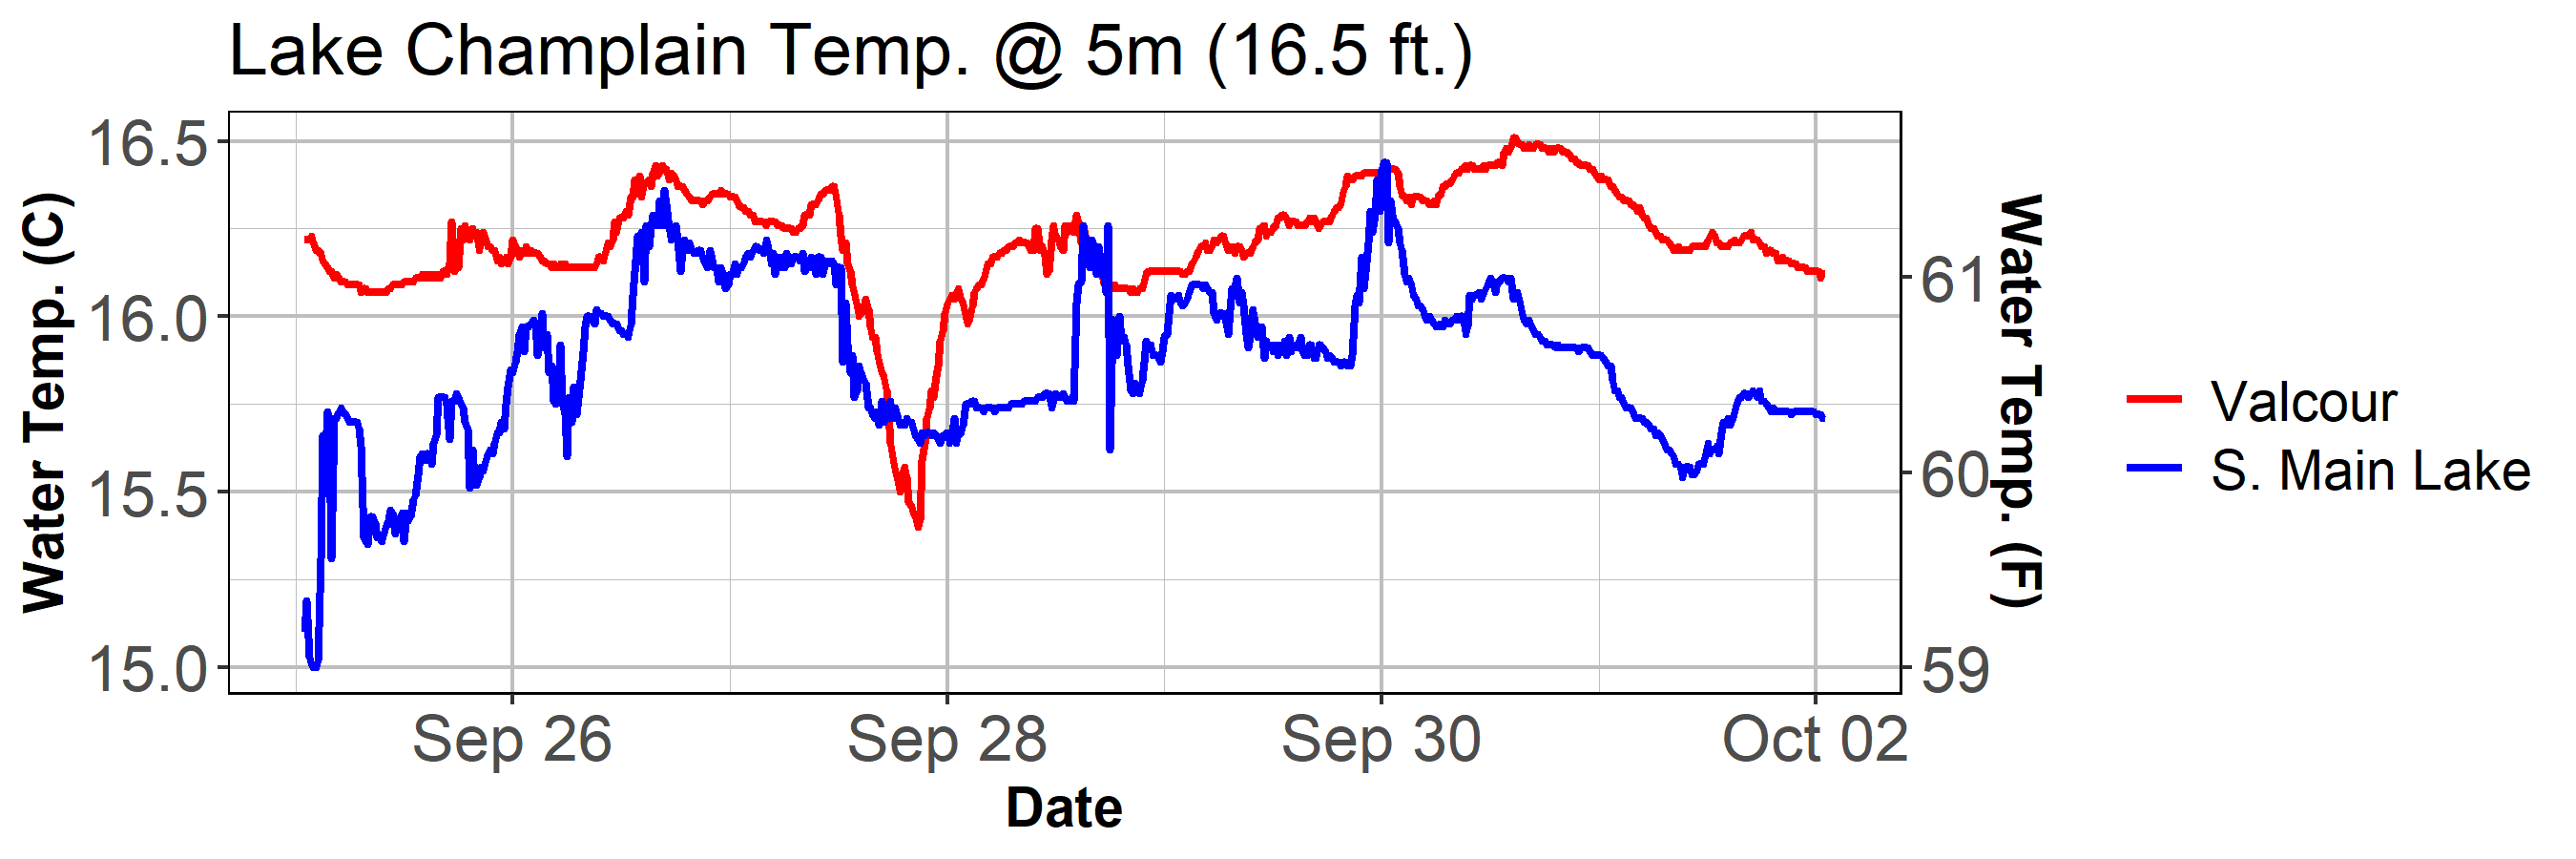 Lake Champlain Temp. @ 5m (16.5 ft.)
Water Temp. (C)
16.5
16.0
15.5
15.0
Water Temp. (F)
61
60
59
Sep 26
Sep 28
Sep 30
Oct 02
Date
Valcour
S. Main Lake